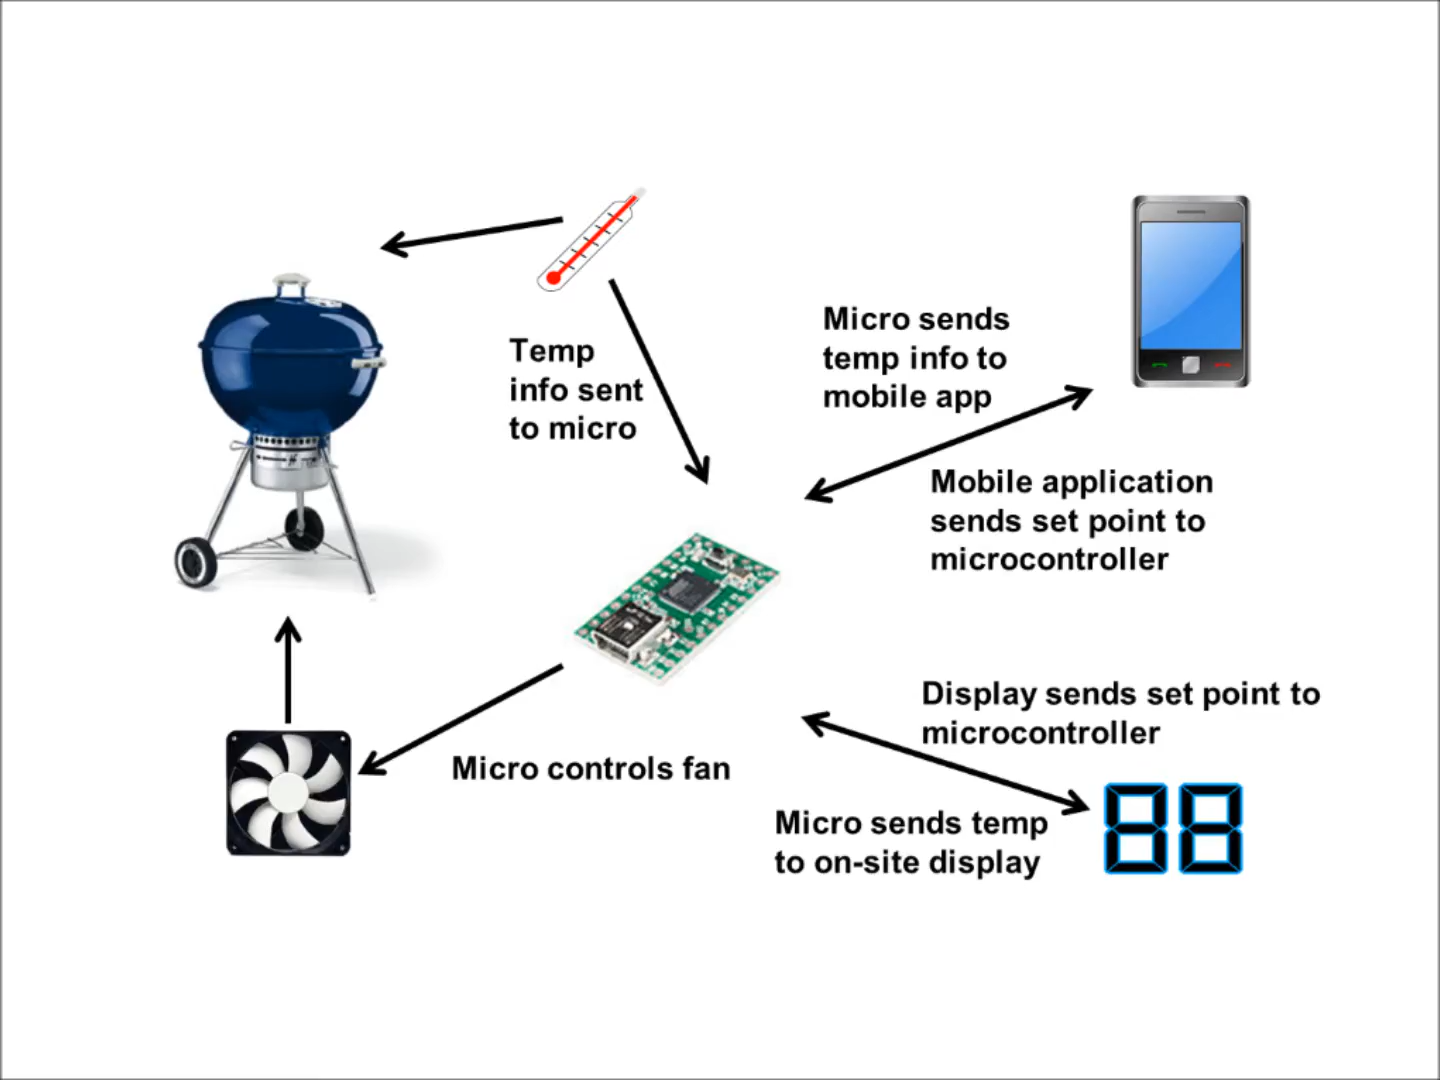 Temp
info sent
to micro
Micro sends
temp info to
mobile app
Mobile application
sends set point to
microcontroller
Micro controls fan
Display sends set point to
microcontroller
Micro sends temp
to on-site display
88